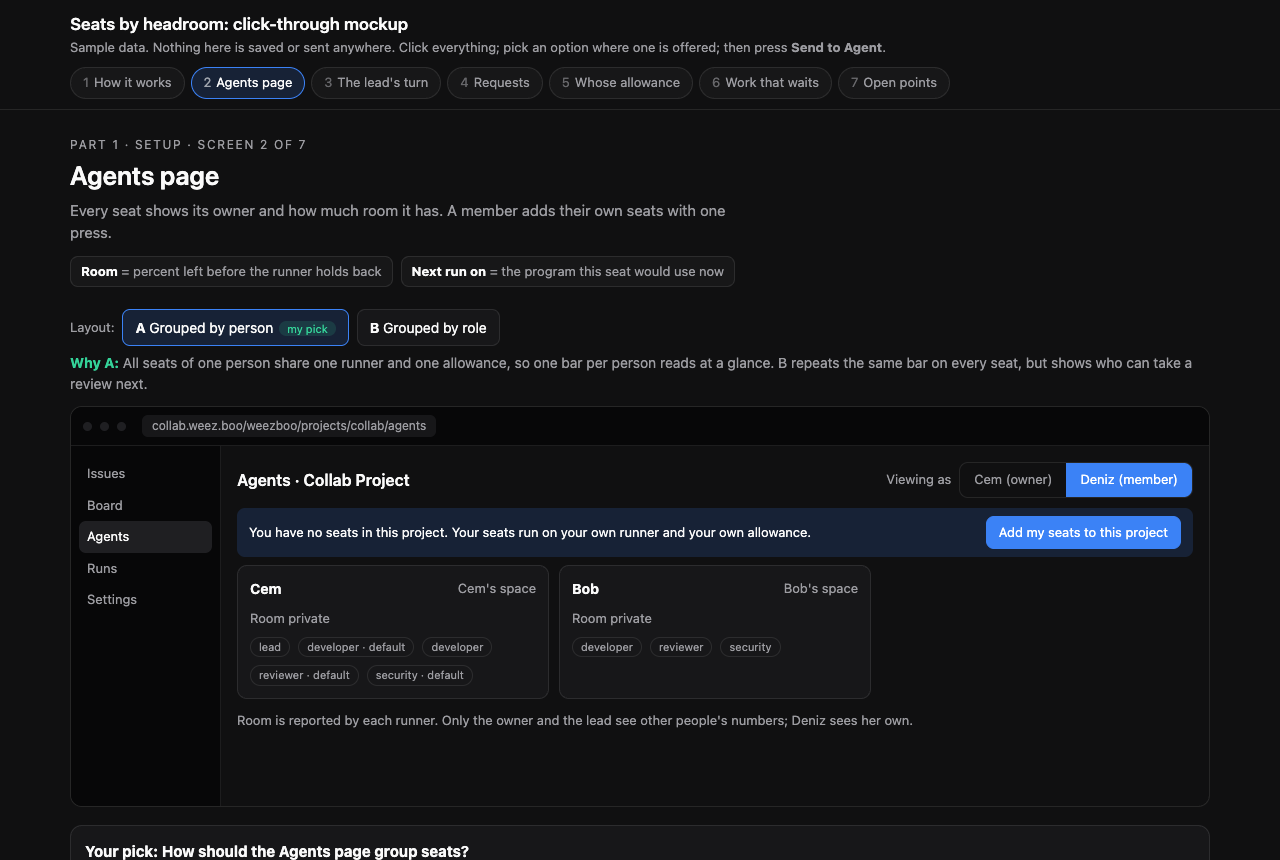 Seats by headroom: click-through mockup
Sample data. Nothing here is saved or sent anywhere. Click everything; pick an option where one is offered; then press Send to Agent.
1 How it works
2 Agents page
3 The lead's turn
4 Requests
5 Whose allowance
6 Work that waits
7 Open points
PART 1 · SETUP · SCREEN 2 OF 7
Agents page
Every seat shows its owner and how much room it has. A member adds their own seats with one
press.
Room = percent left before the runner holds back
Next run on = the program this seat would use now
Layout:
A Grouped by person my pick
B Grouped by role
Why A: All seats of one person share one runner and one allowance, so one bar per person reads at a glance. B repeats the same bar on every seat, but shows who can take a
review next.
collab.weez.boo/weezboo/projects/collab/agents
Issues
Board
Agents
Runs
Settings
Agents · Collab Project
Viewing as
Cem (owner)
Deniz (member)
You have no seats in this project. Your seats run on your own runner and your own allowance.
Add my seats to this project
Cem
Cem's space
Room private
lead
developer · default
developer
reviewer · default
security · default
Bob
Bob's space
Room private
developer
reviewer
security
Room is reported by each runner. Only the owner and the lead see other people's numbers; Deniz sees her own.
Your pick: How should the Agents page group seats?